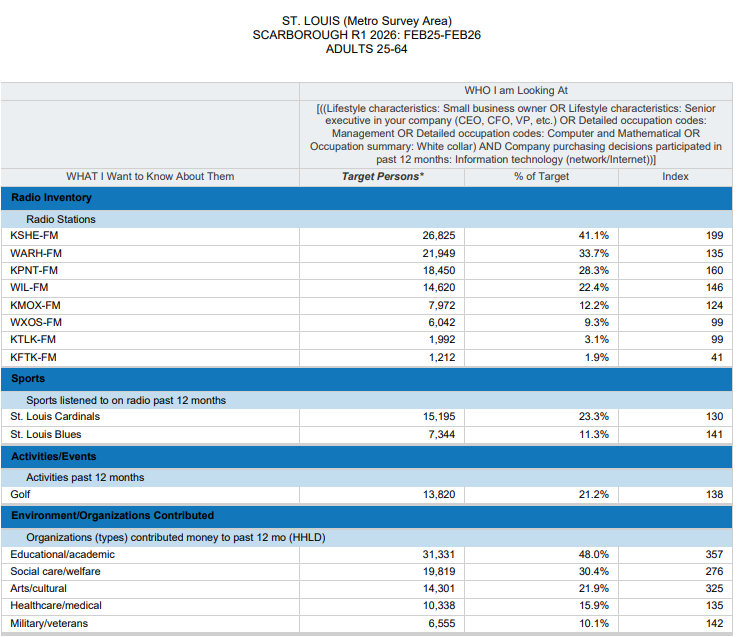 ST. LOUIS (Metro Survey Area)
SCARBOROUGH R1 2026: FEB25-FEB26
ADULTS 25-64
WHO I am Looking At
[((Lifestyle characteristics: Small business owner OR Lifestyle characteristics: Senior
executive in your company (CEO, CFO, VP, etc.) OR Detailed occupation codes:
Management OR Detailed occupation codes: Computer and Mathematical OR
Occupation summary: White collar) AND Company purchasing decisions participated in
past 12 months: Information technology (network/Internet))]
WHAT I Want to Know About Them Target Persons* % of Target Index
Radio Inventory
Radio Stations
KSHE-FM 26,825 41.1% 199
WARH-FM 21,949 33.7% 135
KPNT-FM 18,450 28.3% 160
WIL-FM 14,620 22.4% 146
KMOX-FM 7,972 12.2% 124
WXOS-FM 6,042 9.3% 99
KTLK-FM 1,992 3.1% 99
KFTK-FM 1,212 1.9% 41
Sports
Sports listened to on radio past 12 months
St. Louis Cardinals 15,195 23.3% 130
St. Louis Blues 7,344 11.3% 141
Activities/Events
Activities past 12 months
Golf 13,820 21.2% 138
Environment/Organizations Contributed
Organizations (types) contributed money to past 12 mo (HHLD)
Educational/academic 31,331 48.0% 357
Social care/welfare 19,819 30.4% 276
Arts/cultural 14,301 21.9% 325
Healthcare/medical 10,338 15.9% 135
Military/veterans 6,555 10.1% 142